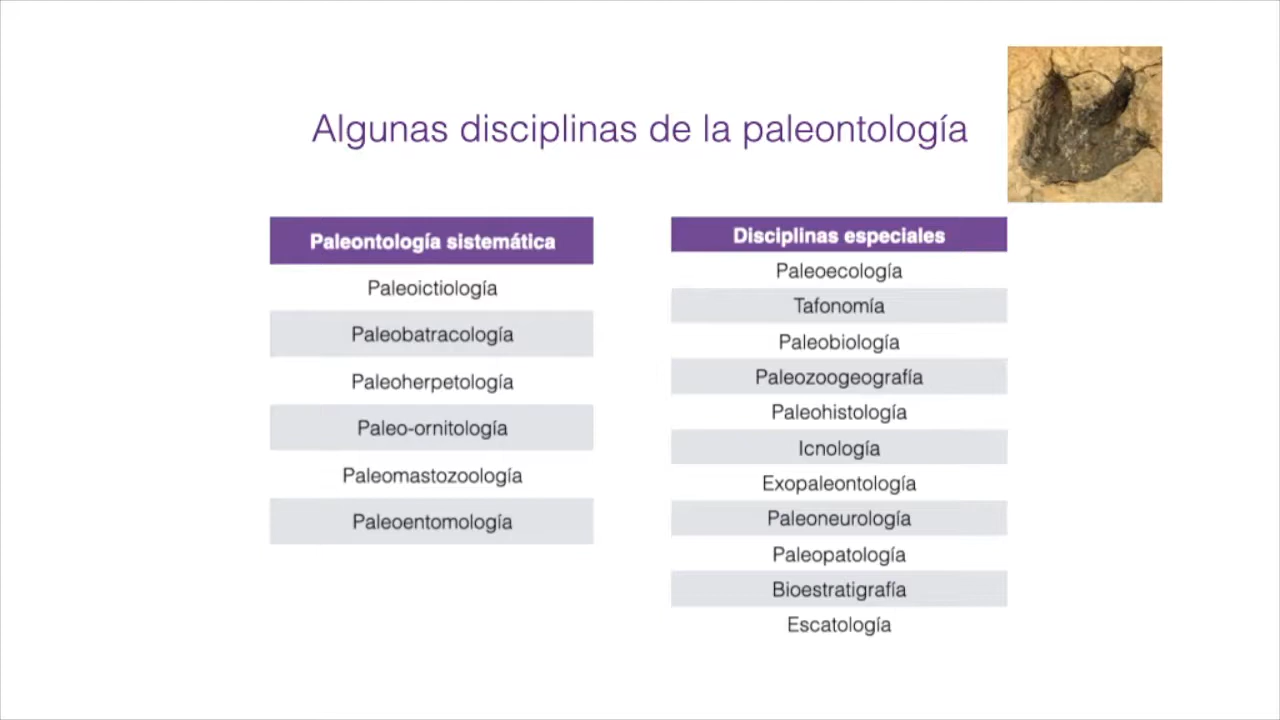 Algunas disciplinas de la paleontología
Paleontología sistemática
Paleoictiología
Paleobatracología
Paleoherpetología
Paleo-ornitología
Paleomastozoología
Paleoentomología
Disciplinas especiales
Paleoecología
Tafonomía
Paleobiología
Paleozoogeografía
Paleohistología
Icnología
Exopaleontología
Paleoneurología
Paleopatología
Bioestratigrafía
Escatología